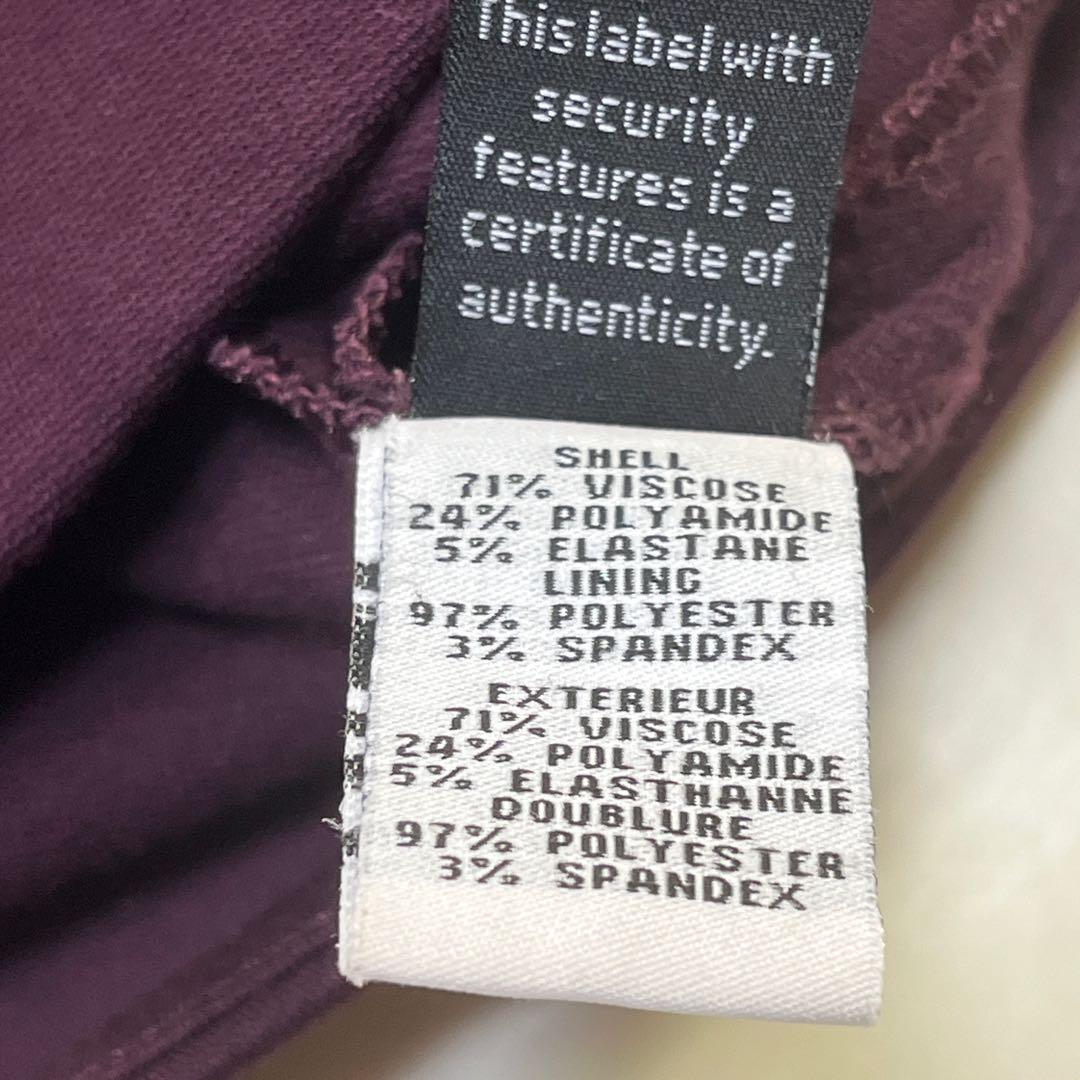 This label with
security
features is a
certificate of
authenticity.
SHELL
71% VISCOSE
24% POLYAMIDE
5% ELASTANE
LINING
97% POLYESTER
3% SPANDEX
EXTERIEUR
71% VISCOSE
24% POLYAMIDE
5% ELASTHANNE
DOUBLURE
97% POLYESTER
3% SPANDEX